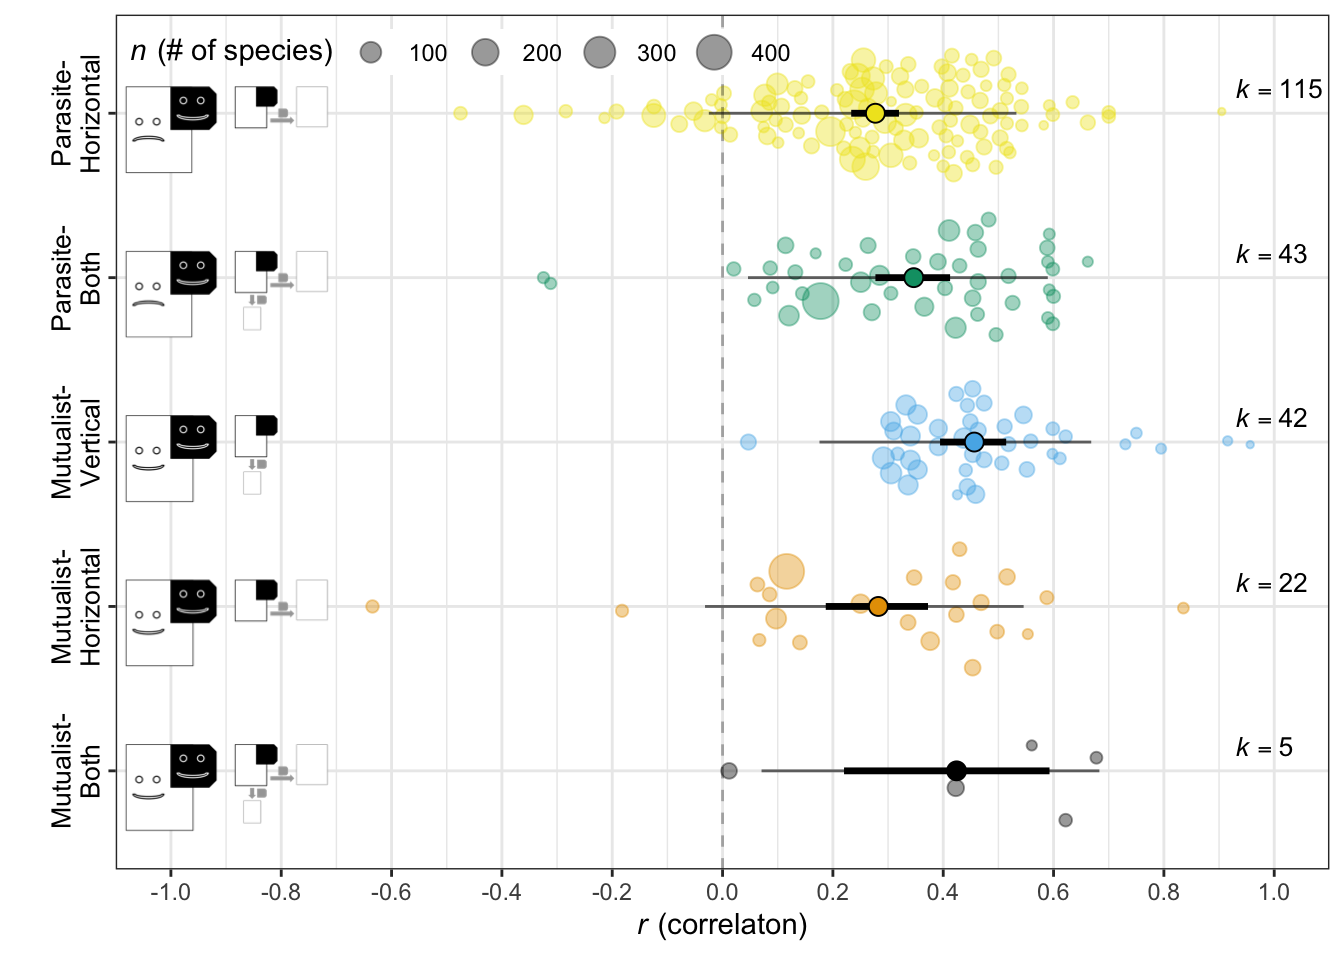 n (# of species) 100 200 300 400
Parasite-
Horizontal
k = 115
Parasite-
Both
k = 43
Mutualist-
Vertical
k = 42
Mutualist-
Horizontal
k = 22
Mutualist-
Both
k = 5
-1.0 -0.8 -0.6 -0.4 -0.2 0.0 0.2 0.4 0.6 0.8 1.0
r (correlaton)